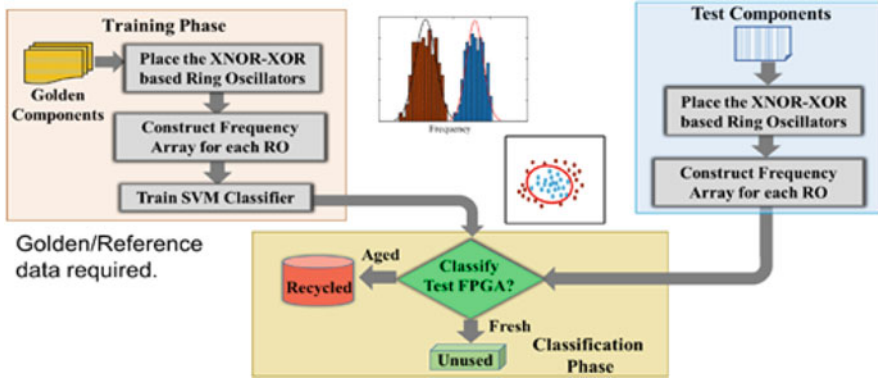 Training Phase
Golden
Components
Place the XNOR-XOR
based Ring Oscillators
Construct Frequency
Array for each RO
Train SVM Classifier
Golden/Reference
data required.
Frequency
Test Components
Place the XNOR-XOR
based Ring Oscillators
Construct Frequency
Array for each RO
Classify
Test FPGA?
Aged
Recycled
Fresh
Unused
Classification
Phase